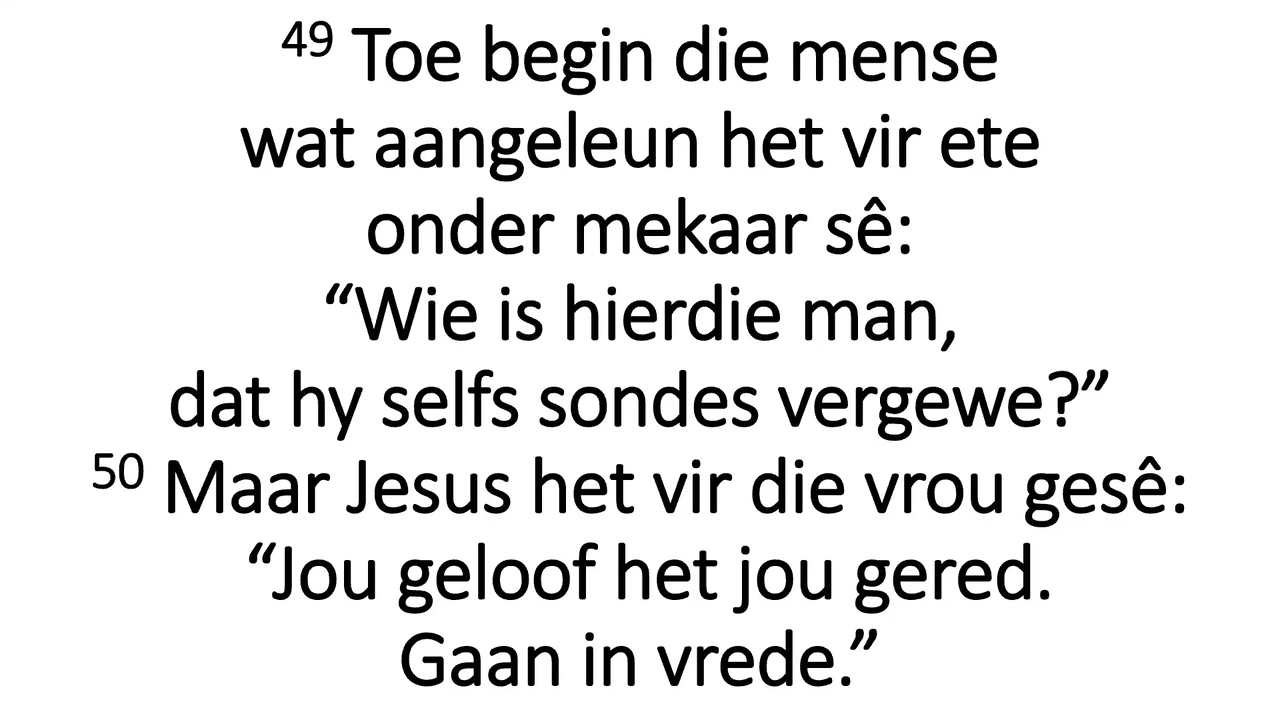 49 Toe begin die mense
wat aangeleun het vir ete
onder mekaar sê:
“Wie is hierdie man,
dat hy selfs sondes vergewe?”
50 Maar Jesus het vir die vrou gesê:
“Jou geloof het jou gered.
Gaan in vrede.”